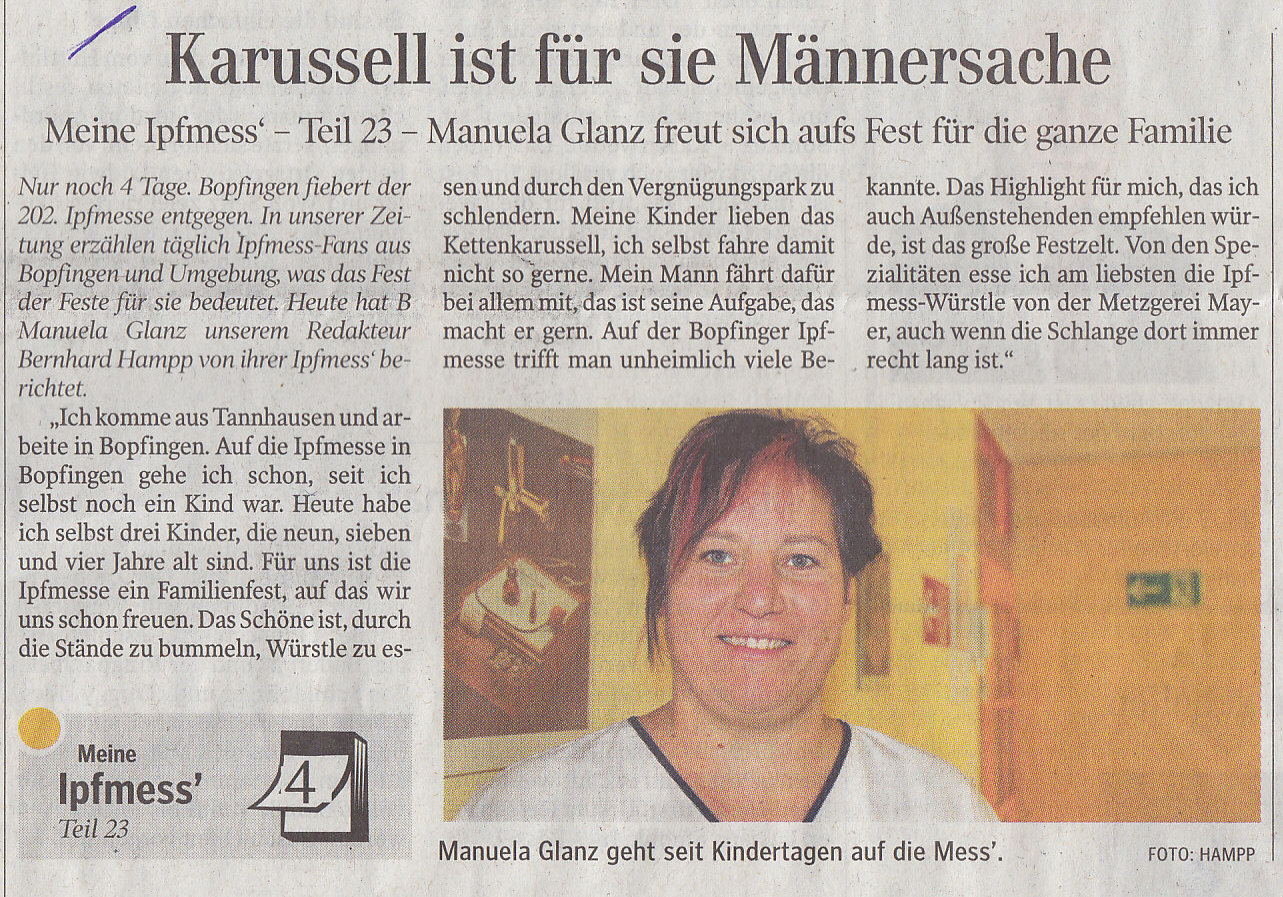 Karussell ist für sie Männersache
Meine Ipfmess‘ – Teil 23 – Manuela Glanz freut sich aufs Fest für die ganze Familie
Nur noch 4 Tage. Bopfingen fiebert der
202. Ipfmesse entgegen. In unserer Zei-
tung erzählen täglich Ipfmess-Fans aus
Bopfingen und Umgebung, was das Fest
der Feste für sie bedeutet. Heute hat B
Manuela Glanz unserem Redakteur
Bernhard Hampp von ihrer Ipfmess‘ be-
richtet.
„Ich komme aus Tannhausen und ar-
beite in Bopfingen. Auf die Ipfmesse in
Bopfingen gehe ich schon, seit ich
selbst noch ein Kind war. Heute habe
ich selbst drei Kinder, die neun, sieben
und vier Jahre alt sind. Für uns ist die
Ipfmesse ein Familienfest, auf das wir
uns schon freuen. Das Schöne ist, durch
die Stände zu bummeln, Würstle zu es-
sen und durch den Vergnügungspark zu
schlendern. Meine Kinder lieben das
Kettenkarussell, ich selbst fahre damit
nicht so gerne. Mein Mann fährt dafür
bei allem mit, das ist seine Aufgabe, das
macht er gern. Auf der Bopfinger Ipf-
messe trifft man unheimlich viele Be-
kannte. Das Highlight für mich, das ich
auch Außenstehenden empfehlen wür-
de, ist das große Festzelt. Von den Spe-
zialitäten esse ich am liebsten die Ipf-
mess-Würstle von der Metzgerei May-
er, auch wenn die Schlange dort immer
recht lang ist.“
Meine
Ipfmess’
Teil 23
4
Manuela Glanz geht seit Kindertagen auf die Mess’.
FOTO: HAMPP